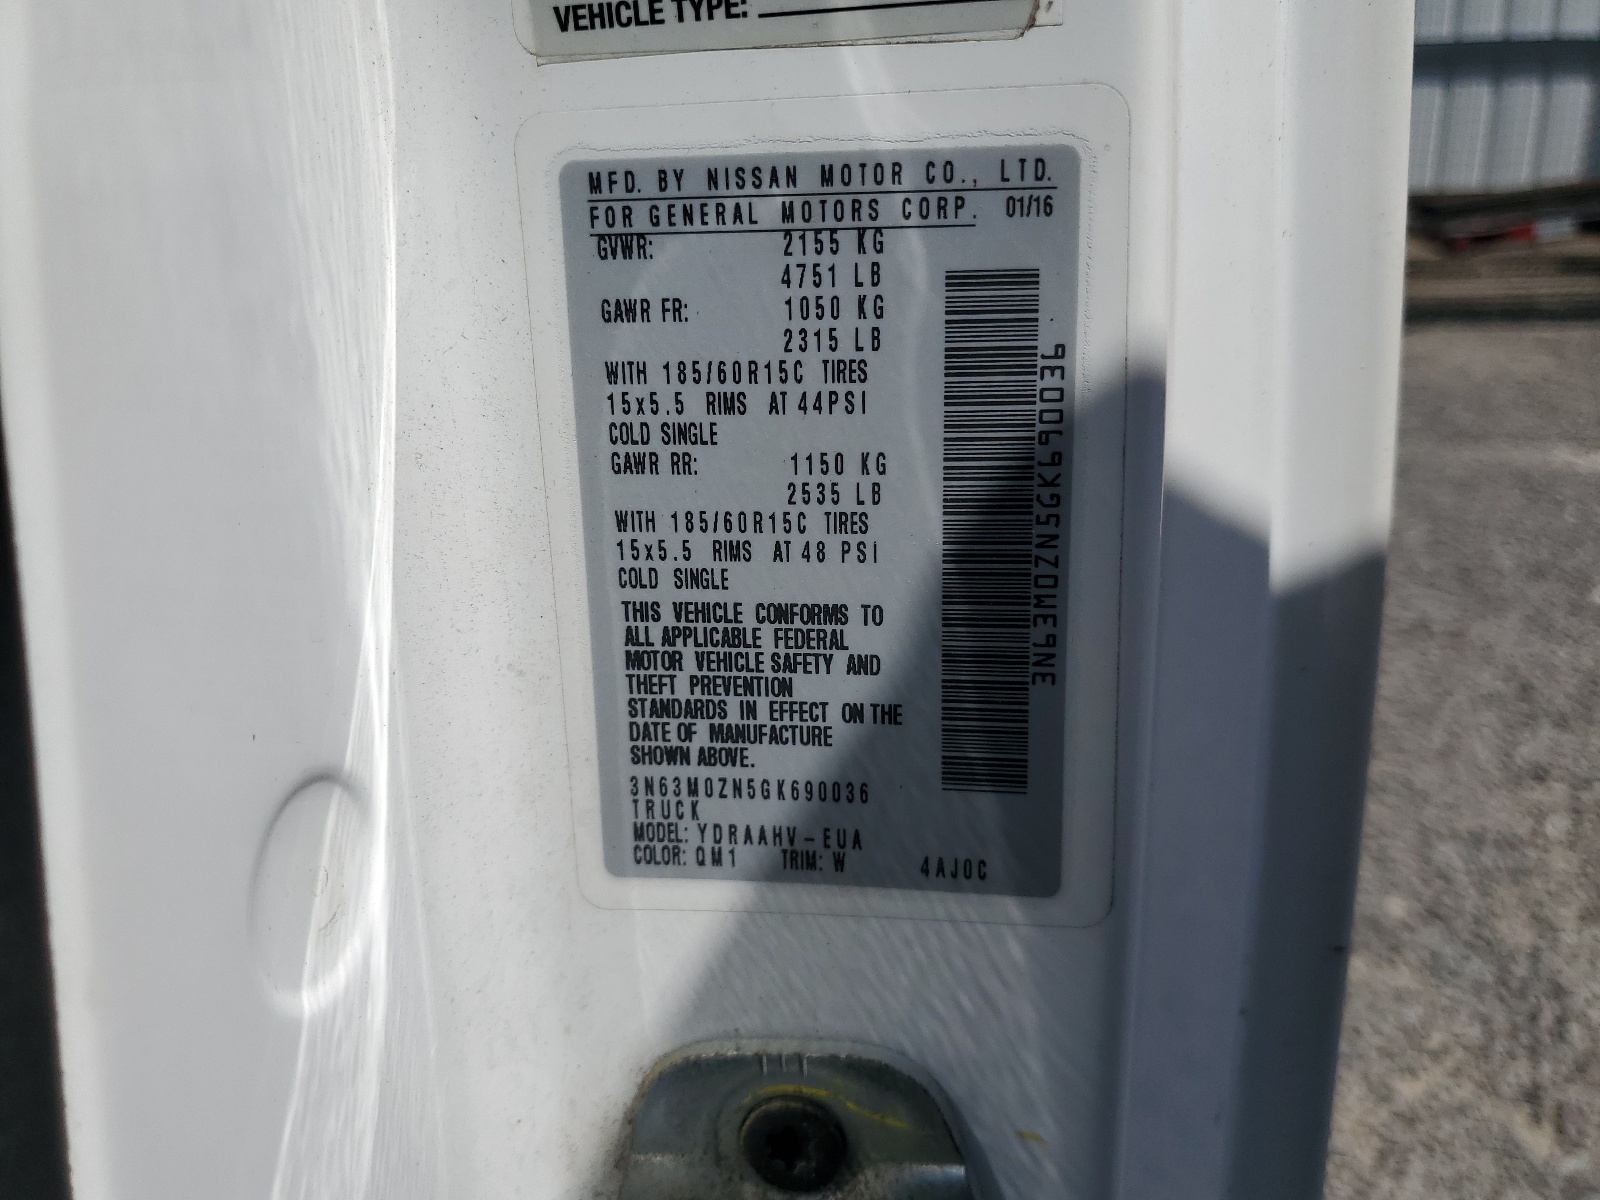 VEHICLE TYPE:
MFD. BY NISSAN MOTOR CO., LTD.
FOR GENERAL MOTORS CORP. 01/16
GVWR: 2155 KG
4751 LB
GAWR FR: 1050 KG
2315 LB
WITH 185/60R15C TIRES
15x5.5 RIMS AT 44PSI
COLD SINGLE
GAWR RR: 1150 KG
2535 LB
WITH 185/60R15C TIRES
15x5.5 RIMS AT 48 PSI
COLD SINGLE
THIS VEHICLE CONFORMS TO
ALL APPLICABLE FEDERAL
MOTOR VEHICLE SAFETY AND
THEFT PREVENTION
STANDARDS IN EFFECT ON THE
DATE OF MANUFACTURE
SHOWN ABOVE.
3N63M0ZN5GK690036
TRUCK
MODEL: YDRAAHV-EUA
COLOR: QM1 TRIM: W 4AJ0C
3N63M0ZN5GK690036